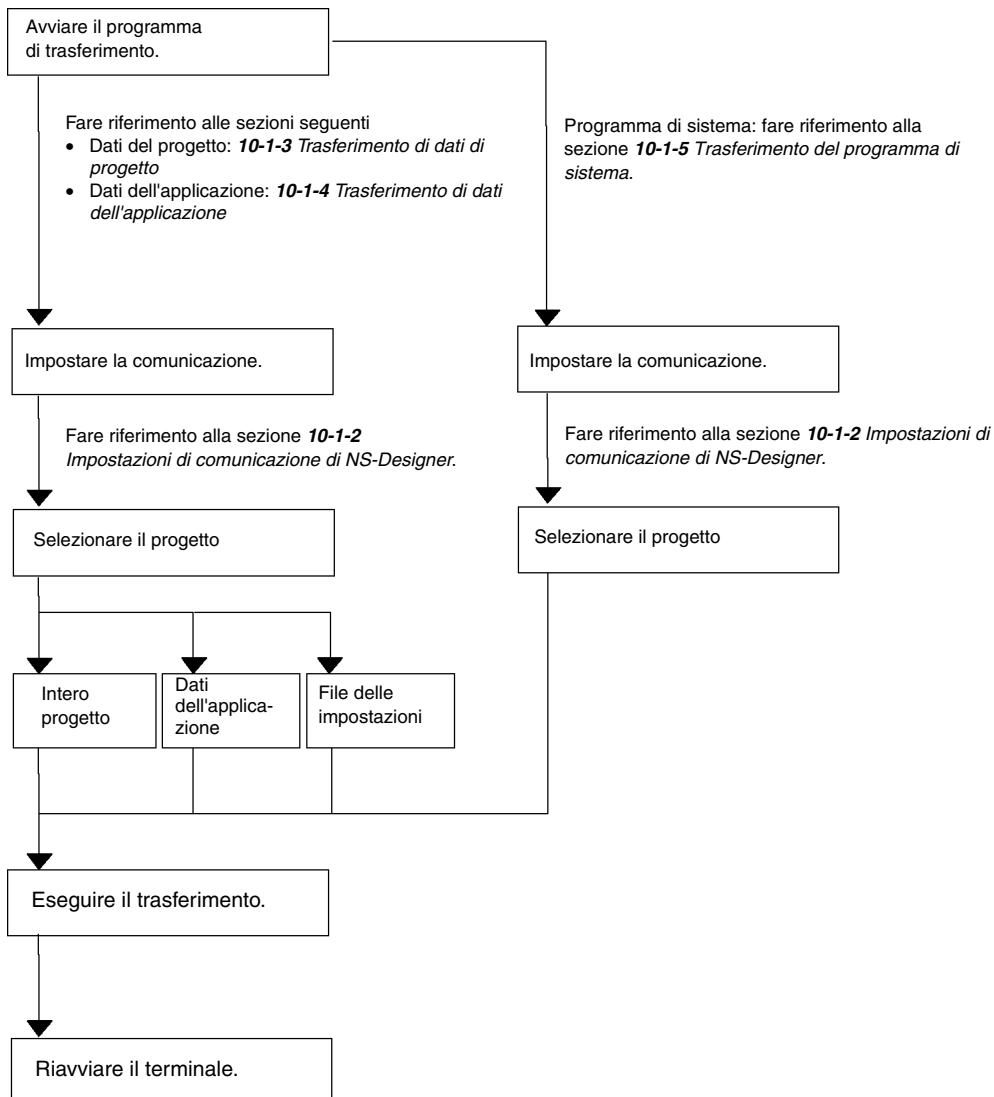 Avviare il programma
di trasferimento.
Fare riferimento alle sezioni seguenti
• Dati del progetto: 10-1-3 Trasferimento di dati di
progetto
• Dati dell'applicazione: 10-1-4 Trasferimento di dati
dell'applicazione
Programma di sistema: fare riferimento alla
sezione 10-1-5 Trasferimento del programma di
sistema.
Impostare la comunicazione.
Impostare la comunicazione.
Fare riferimento alla sezione 10-1-2
Impostazioni di comunicazione di NS-Designer.
Fare riferimento alla sezione 10-1-2 Impostazioni di
comunicazione di NS-Designer.
Selezionare il progetto
Selezionare il progetto
Intero
progetto
Dati
dell'applica-
zione
File delle
impostazioni
Eseguire il trasferimento.
Riavviare il terminale.